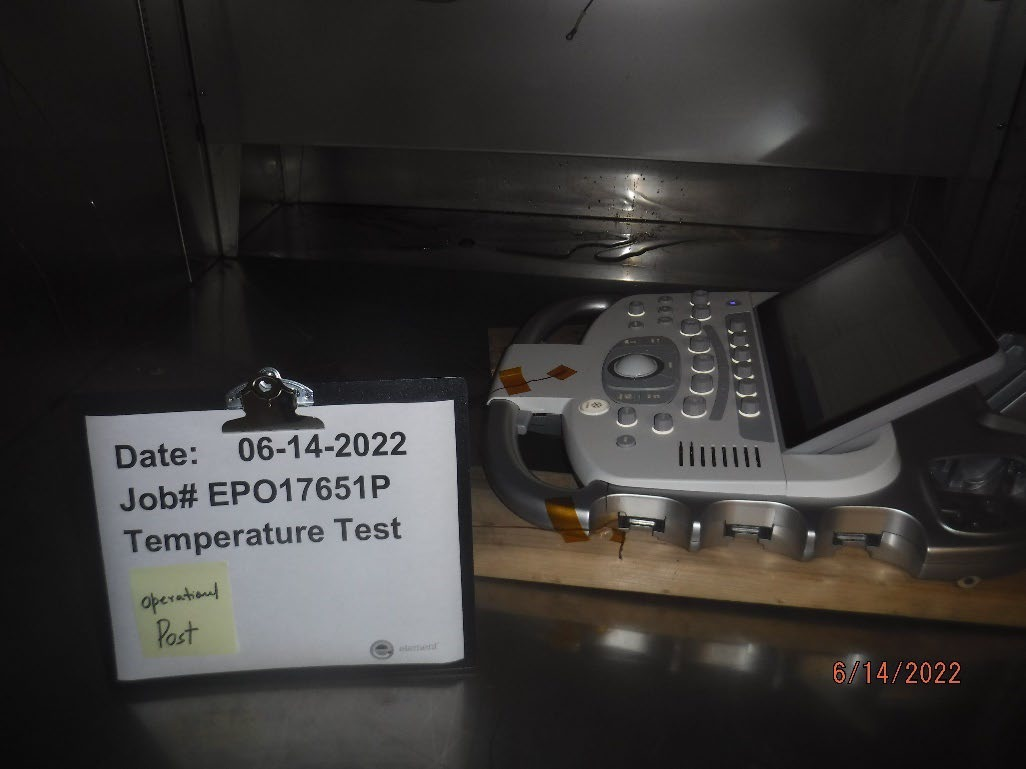 Date: 06-14-2022
Job# EPO17651P
Temperature Test
operational
Post
element
6/14/2022